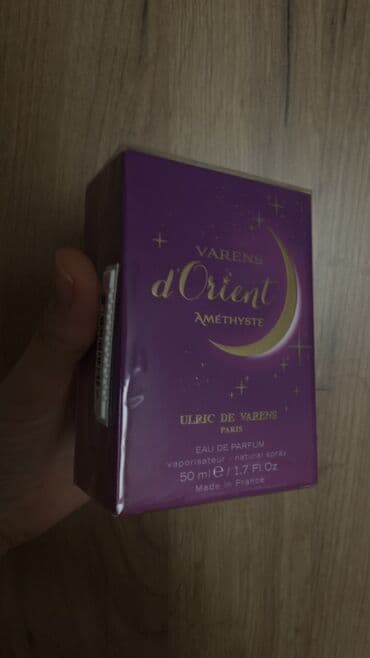 VARENS
d'Orient
AMÉTHYSTE
ULRIC DE VARENS
PARIS
EAU DE PARFUM
vaporisateur - natural spray
50 ml e / 1.7 Fl.Oz
Made in France